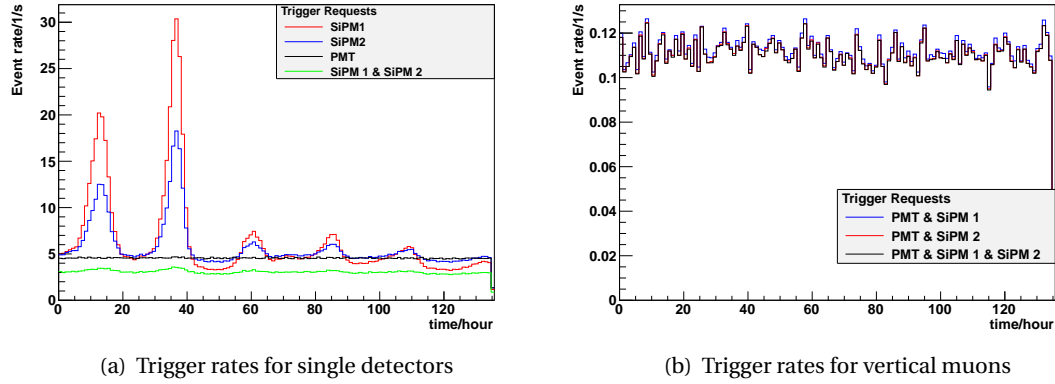 Event rate/1/s
30
25
20
15
10
5
0
0 20 40 60 80 100 120
time/hour
Trigger Requests
SiPM1
SiPM2
PMT
SiPM 1 & SiPM 2
(a) Trigger rates for single detectors
Event rate/1/s
0.12
0.1
0.08
0.06
0.04
0.02
0
0 20 40 60 80 100 120
time/hour
Trigger Requests
PMT & SiPM 1
PMT & SiPM 2
PMT & SiPM 1 & SiPM 2
(b) Trigger rates for vertical muons